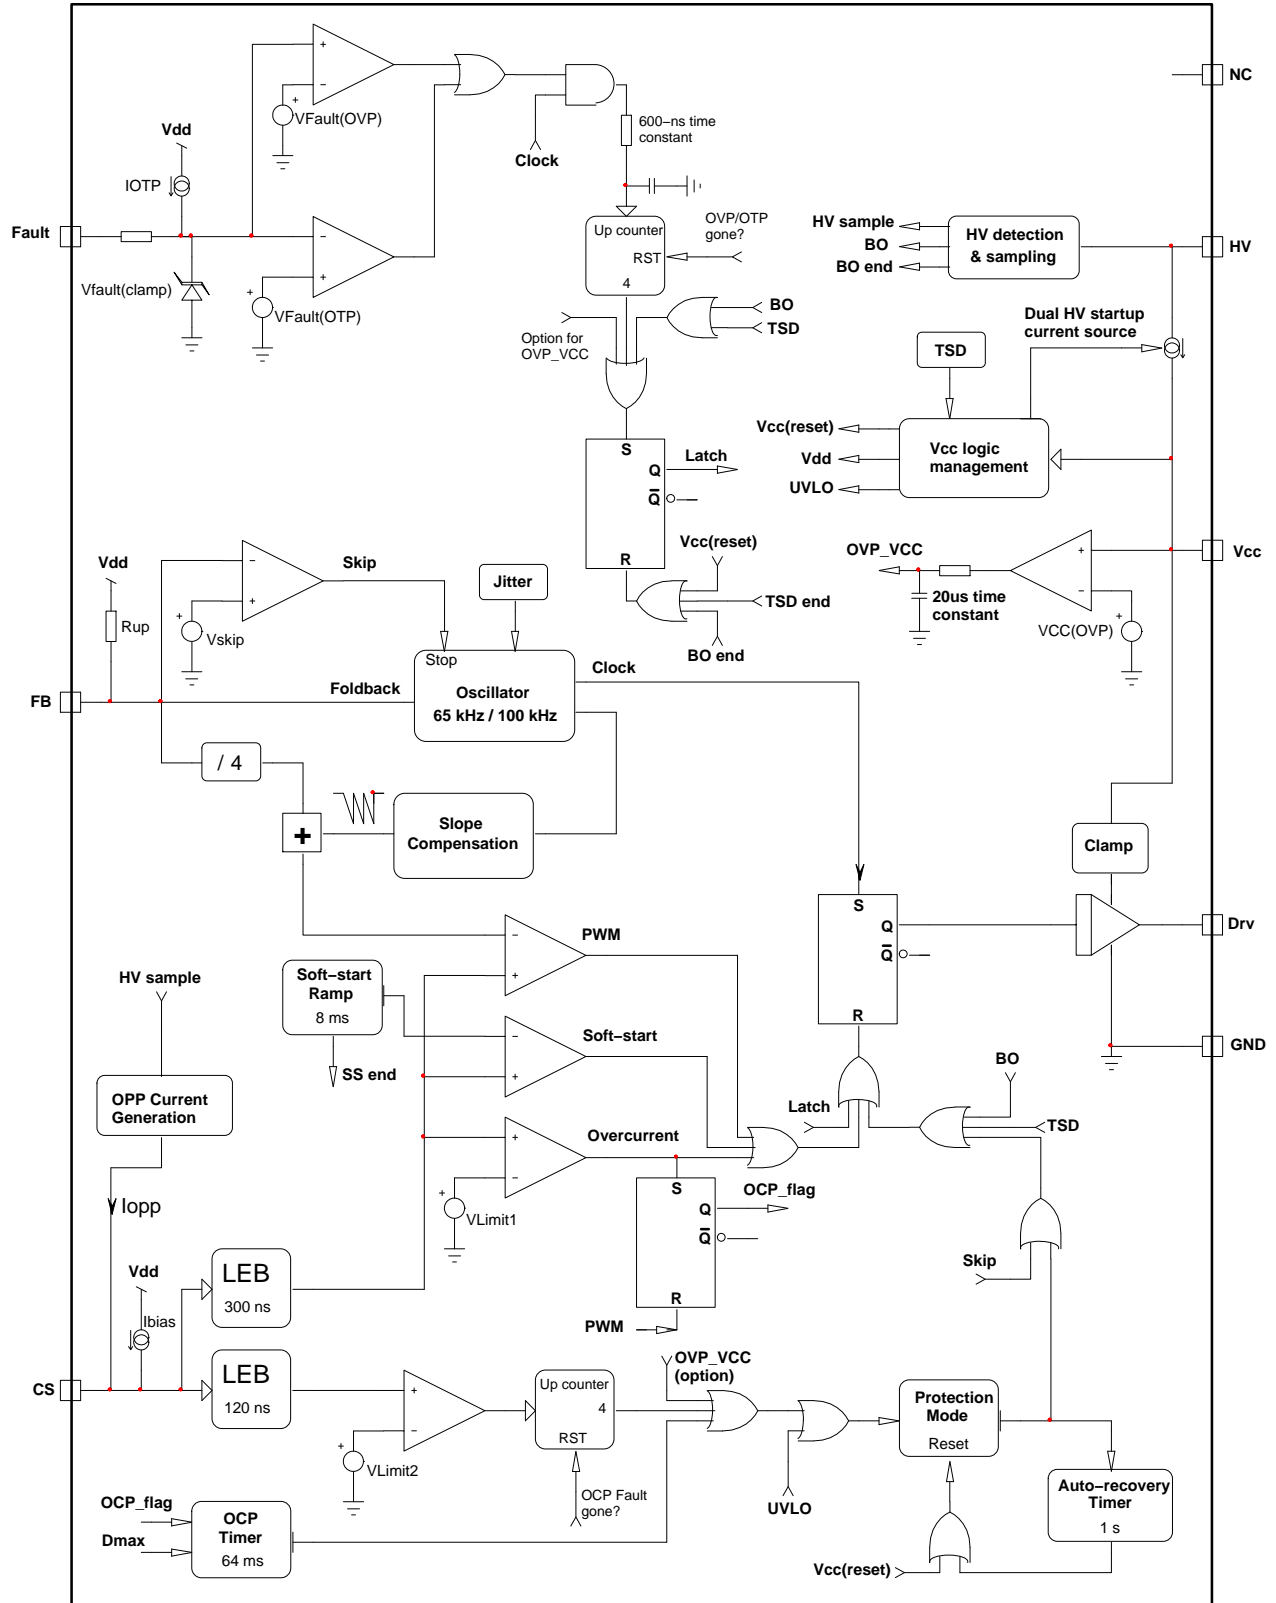 NC
+
−
+
VFault(OVP)
600−ns time
constant
Vdd
Clock
IOTP
Fault
−
+
+
Vfault(clamp)
VFault(OTP)
Up counter
RST
4
OVP/OTP
gone?
HV sample
BO
BO end
HV detection
& sampling
HV
BO
TSD
Option for
OVP_VCC
Dual HV startup
current source
TSD
S
Q
Q
R
Latch
Vcc(reset)
Vdd
UVLO
Vcc logic
management
Vcc(reset)
TSD end
BO end
OVP_VCC
20us time
constant
+
−
+
VCC(OVP)
Vcc
Vdd
Rup
−
+
+
Vskip
Skip
Jitter
Stop
Oscillator
65 kHz / 100 kHz
Foldback
Clock
FB
/ 4
+
Slope
Compensation
Clamp
S
Q
Q
R
Drv
−
+
PWM
HV sample
Soft−start
Ramp
8 ms
SS end
−
+
Soft−start
GND
OPP Current
Generation
BO
TSD
Latch
+
−
Overcurrent
+
VLimit1
S
Q
Q
R
OCP_flag
PWM
Iopp
Vdd
Ibias
LEB
300 ns
Skip
CS
LEB
120 ns
+
−
+
VLimit2
Up counter
4
RST
OCP Fault
gone?
OVP_VCC
(option)
UVLO
Protection
Mode
Reset
Auto−recovery
Timer
1 s
OCP_flag
Dmax
OCP
Timer
64 ms
Vcc(reset)